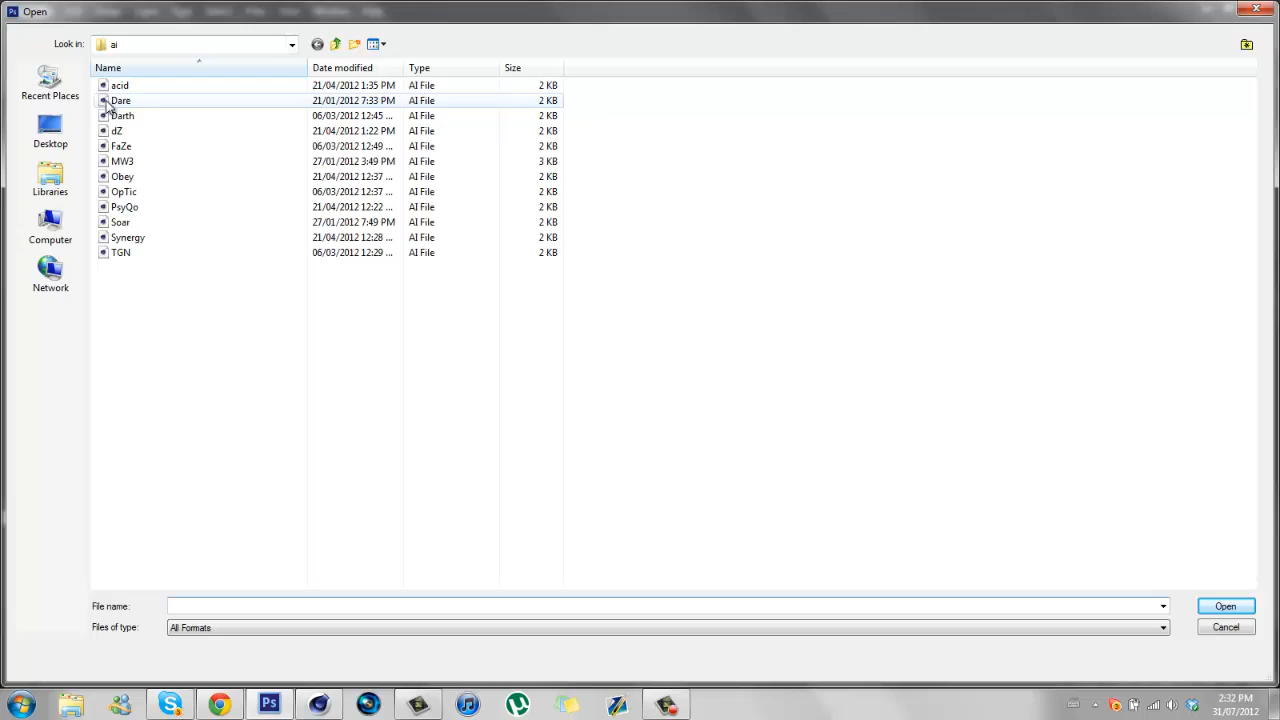 Ps Open
Look in: ai
Name Date modified Type Size
acid 21/04/2012 1:35 PM AI File 2 KB
Dare 21/01/2012 7:33 PM AI File 2 KB
Darth 06/03/2012 12:45 ... AI File 2 KB
dZ 21/04/2012 1:22 PM AI File 2 KB
FaZe 06/03/2012 12:49 ... AI File 2 KB
MW3 27/01/2012 3:49 PM AI File 3 KB
Obey 21/04/2012 12:37 ... AI File 2 KB
OpTic 06/03/2012 12:37 ... AI File 2 KB
PsyQo 21/04/2012 12:22 ... AI File 2 KB
Soar 27/01/2012 7:49 PM AI File 2 KB
Synergy 21/04/2012 12:28 ... AI File 2 KB
TGN 06/03/2012 12:29 ... AI File 2 KB
Recent Places
Desktop
Libraries
Computer
Network
File name: Open
Files of type: All Formats Cancel
Ps
2:32 PM
31/07/2012